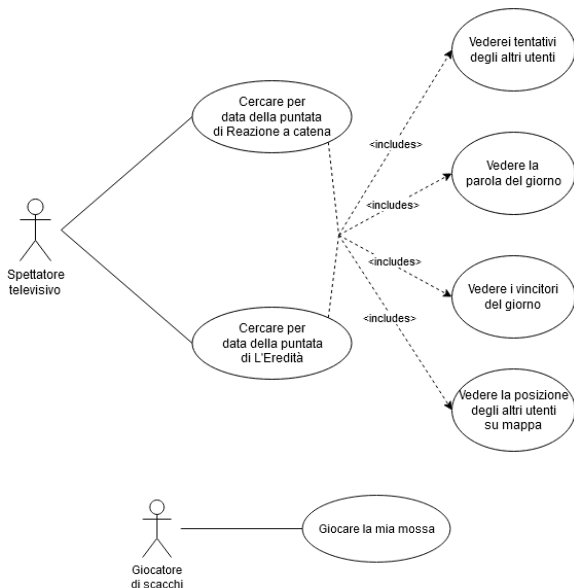 Vederei tentativi
degli altri utenti
Cercare per
data della puntata
di Reazione a catena
<includes>
Vedere la
parola del giorno
<includes>
Spettatore
televisivo
<includes>
Vedere i vincitori
del giorno
Cercare per
data della puntata
di L'Eredità
<includes>
Vedere la posizione
degli altri utenti
su mappa
Giocare la mia mossa
Giocatore
di scacchi